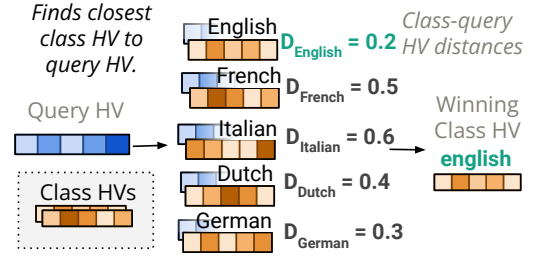 Finds closest
class HV to
query HV.
Query HV
Class HVs
English
D_English = 0.2
French
D_French = 0.5
Italian
D_Italian = 0.6
Dutch
D_Dutch = 0.4
German
D_German = 0.3
Class-query
HV distances
Winning
Class HV
english